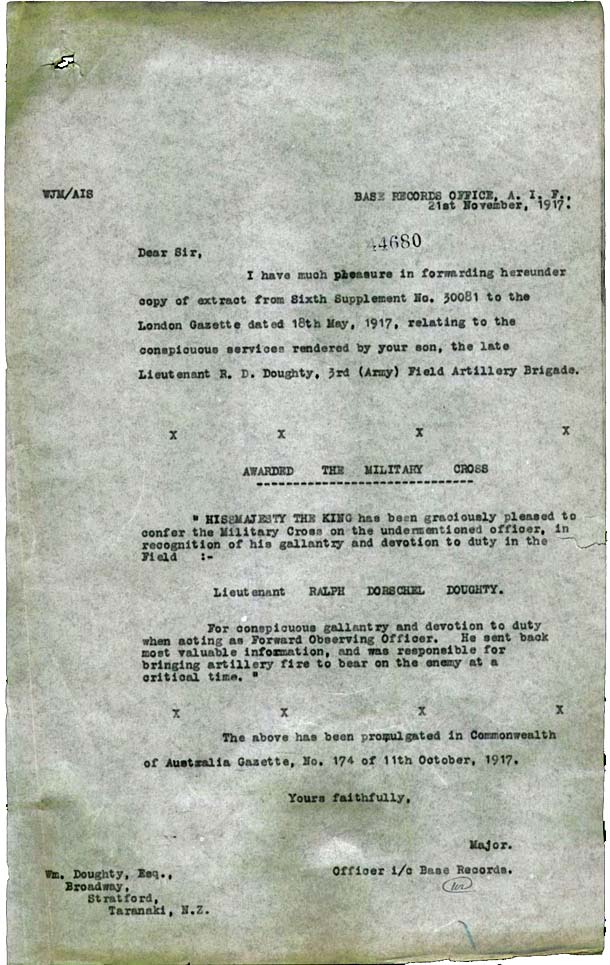 WJM/AIS
BASE RECORDS OFFICE, A. I. F.,
21st November, 1917.
44680
Dear Sir,
I have much pleasure in forwarding hereunder
copy of extract from Sixth Supplement No. 30081 to the
London Gazette dated 18th May, 1917, relating to the
conspicuous services rendered by your son, the late
Lieutenant R. D. Doughty, 3rd (Army) Field Artillery Brigade.
X X X X
AWARDED THE MILITARY CROSS
-------------------------------
" HIS MAJESTY THE KING has been graciously pleased to
confer the Military Cross on the undermentioned officer, in
recognition of his gallantry and devotion to duty in the
Field :-
Lieutenant RALPH DORSCHEL DOUGHTY.
For conspicuous gallantry and devotion to duty
when acting as Forward Observing Officer. He sent back
most valuable information, and was responsible for
bringing artillery fire to bear on the enemy at a
critical time. "
X X X X
The above has been promulgated in Commonwealth
of Australia Gazette, No. 174 of 11th October, 1917.
Yours faithfully,
Major.
Officer i/c Base Records.
Wm. Doughty, Esq.,
Broadway,
Stratford,
Taranaki, N.Z.